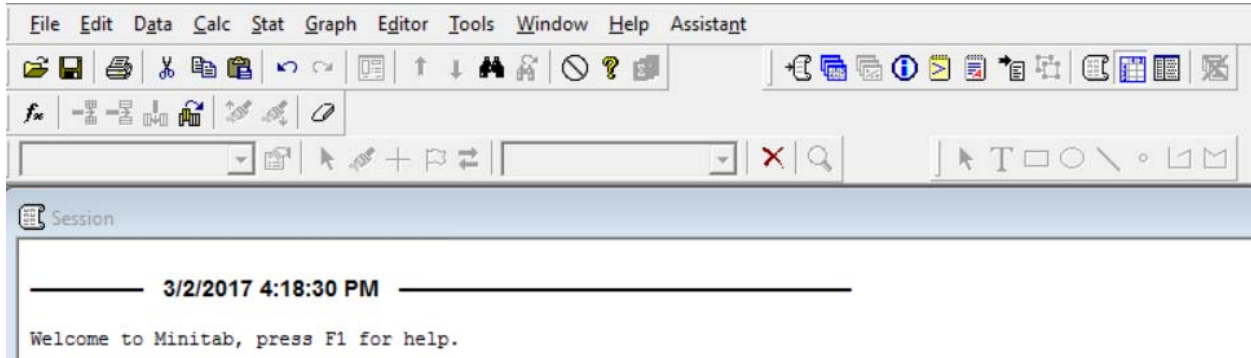 File Edit Data Calc Stat Graph Editor Tools Window Help Assistant
Session
3/2/2017 4:18:30 PM
Welcome to Minitab, press F1 for help.